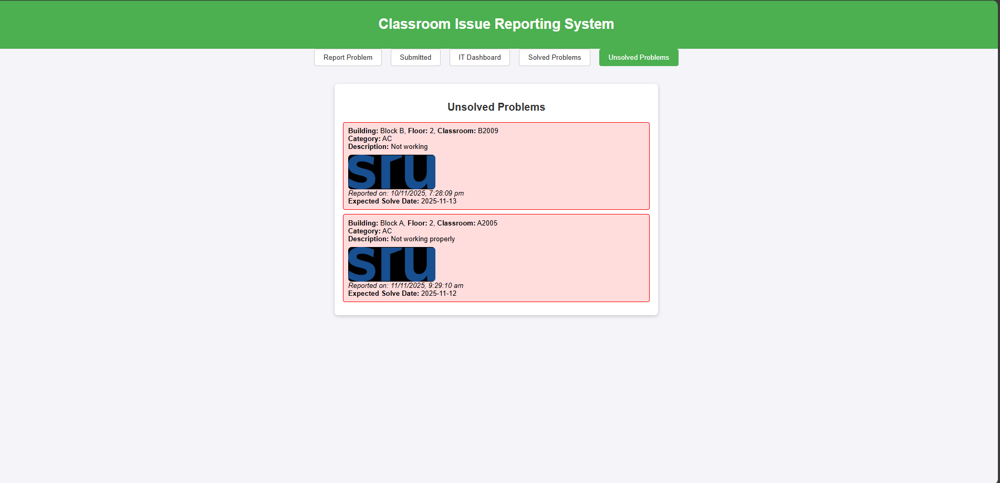 Classroom Issue Reporting System
Report Problem
Submitted
IT Dashboard
Solved Problems
Unsolved Problems
Unsolved Problems
Building: Block B, Floor: 2, Classroom: B2009
Category: AC
Description: Not working
sru
Reported on: 10/11/2025, 7:28:09 pm
Expected Solve Date: 2025-11-13
Building: Block A, Floor: 2, Classroom: A2005
Category: AC
Description: Not working properly
sru
Reported on: 11/11/2025, 9:29:10 am
Expected Solve Date: 2025-11-12